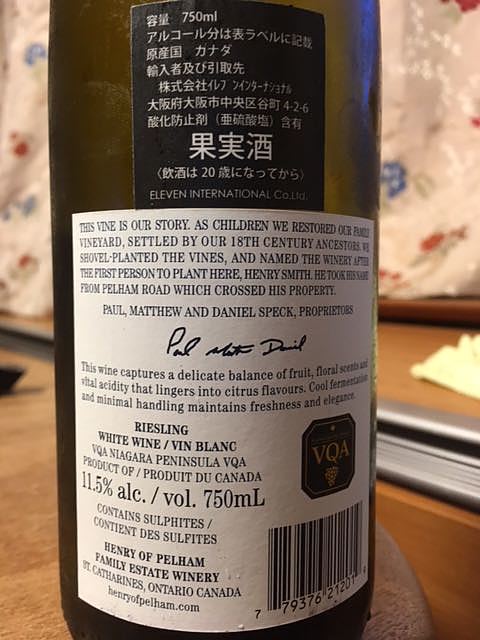 容量 750ml
アルコール分は表ラベルに記載
原産国 カナダ
輸入者及び引取先
株式会社イレブンインターナショナル
大阪府大阪市中央区谷町4-2-6
酸化防止剤（亜硫酸塩）含有
果実酒
〈飲酒は20歳になってから〉
ELEVEN INTERNATIONAL Co.Ltd.
THIS VINE IS OUR STORY. AS CHILDREN WE RESTORED OUR FAMILY
VINEYARD, SETTLED BY OUR 18TH CENTURY ANCESTORS. WE
SHOVEL-PLANTED THE VINES, AND NAMED THE WINERY AFTER
THE FIRST PERSON TO PLANT HERE, HENRY SMITH. HE TOOK HIS NAME
FROM PELHAM ROAD WHICH CROSSED HIS PROPERTY.
PAUL, MATTHEW AND DANIEL SPECK, PROPRIETORS
Paul Matthew Daniel
This wine captures a delicate balance of fruit, floral scents and
vital acidity that lingers into citrus flavours. Cool fermentation
and minimal handling maintains freshness and elegance.
RIESLING
WHITE WINE / VIN BLANC
VQA NIAGARA PENINSULA VQA
PRODUCT OF / PRODUIT DU CANADA
11.5% alc. / vol. 750mL
CONTAINS SULPHITES /
CONTIENT DES SULFITES
HENRY OF PELHAM
FAMILY ESTATE WINERY
ST. CATHARINES, ONTARIO CANADA
henryofpelham.com
VQA
7 79376 21201 9